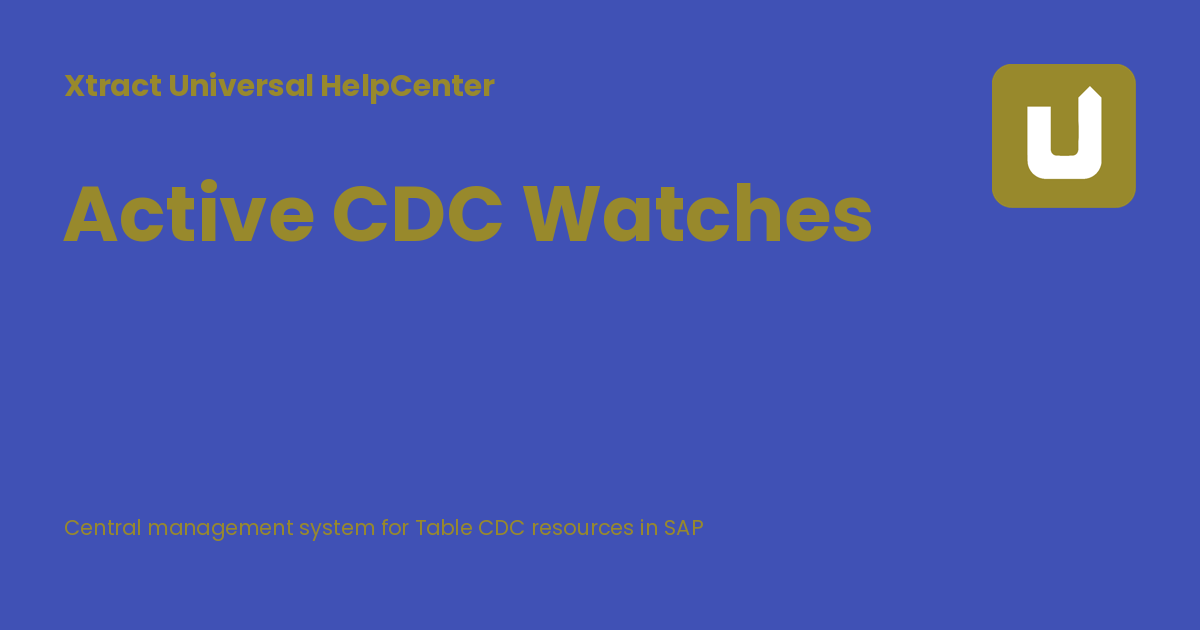 Xtract Universal HelpCenter
Active CDC Watches
Central management system for Table CDC resources in SAP